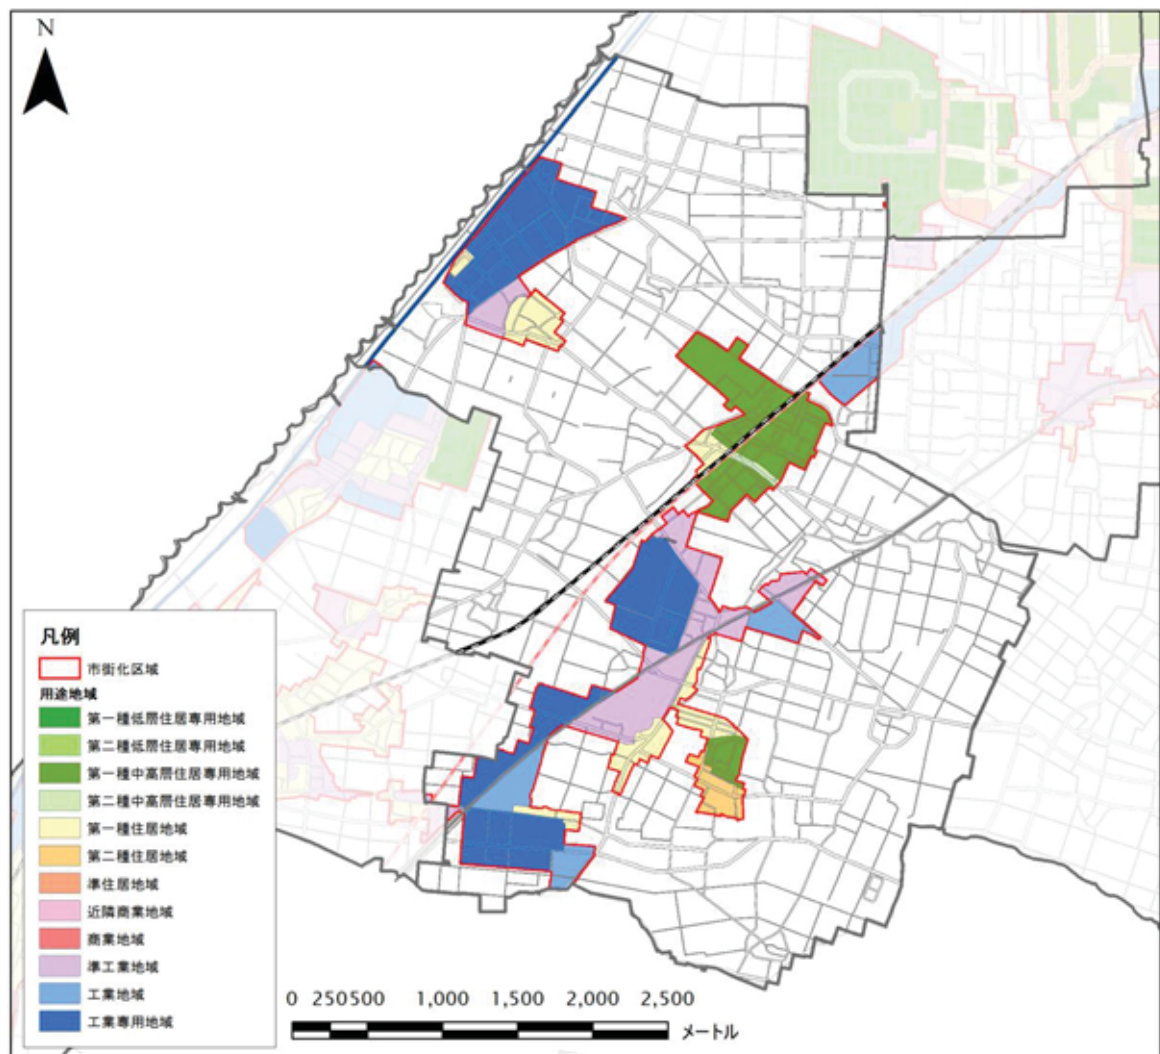 N
凡例
市街化区域
用途地域
第一種低層住居専用地域
第二種低層住居専用地域
第一種中高層住居専用地域
第二種中高層住居専用地域
第一種住居地域
第二種住居地域
準住居地域
近隣商業地域
商業地域
準工業地域
工業地域
工業専用地域
0 250500 1,000 1,500 2,000 2,500
メートル